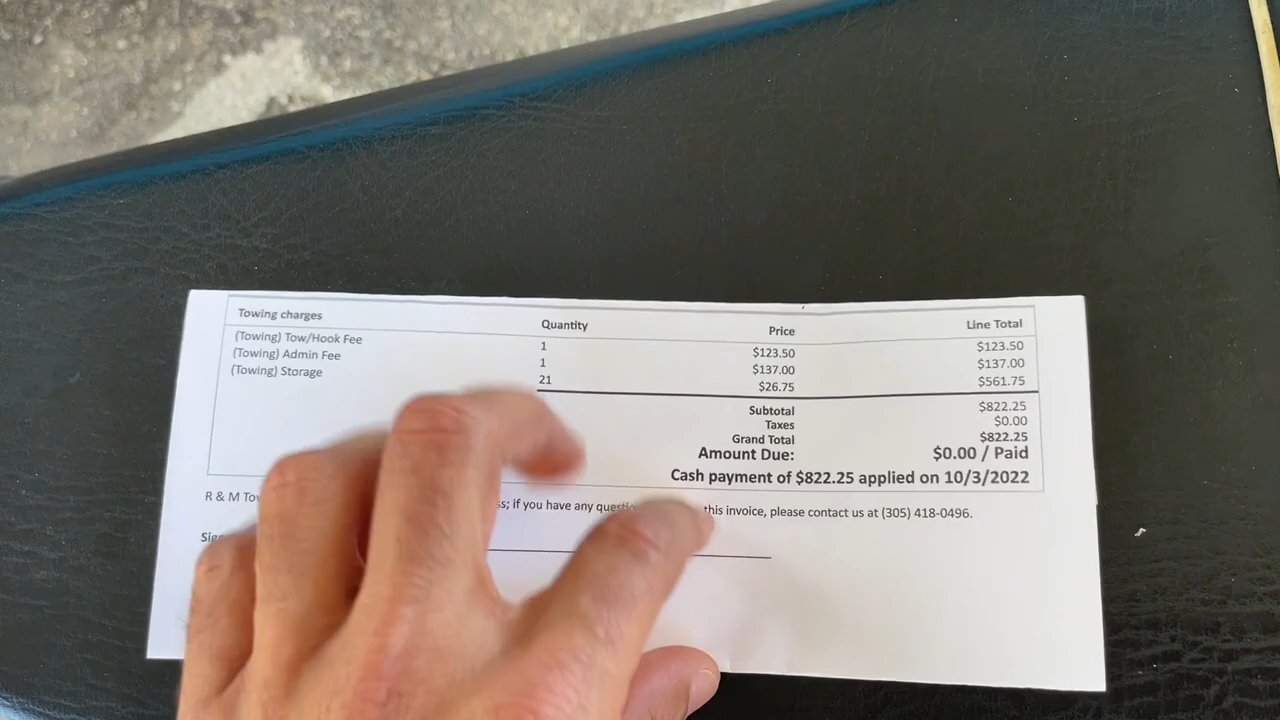 Towing charges Quantity Price Line Total
(Towing) Tow/Hook Fee 1 $123.50 $123.50
(Towing) Admin Fee 1 $137.00 $137.00
(Towing) Storage 21 $26.75 $561.75
Subtotal $822.25
Taxes $0.00
Grand Total $822.25
Amount Due: $0.00 / Paid
Cash payment of $822.25 applied on 10/3/2022
R & M if you have any this invoice, please contact us at (305) 418-0496.